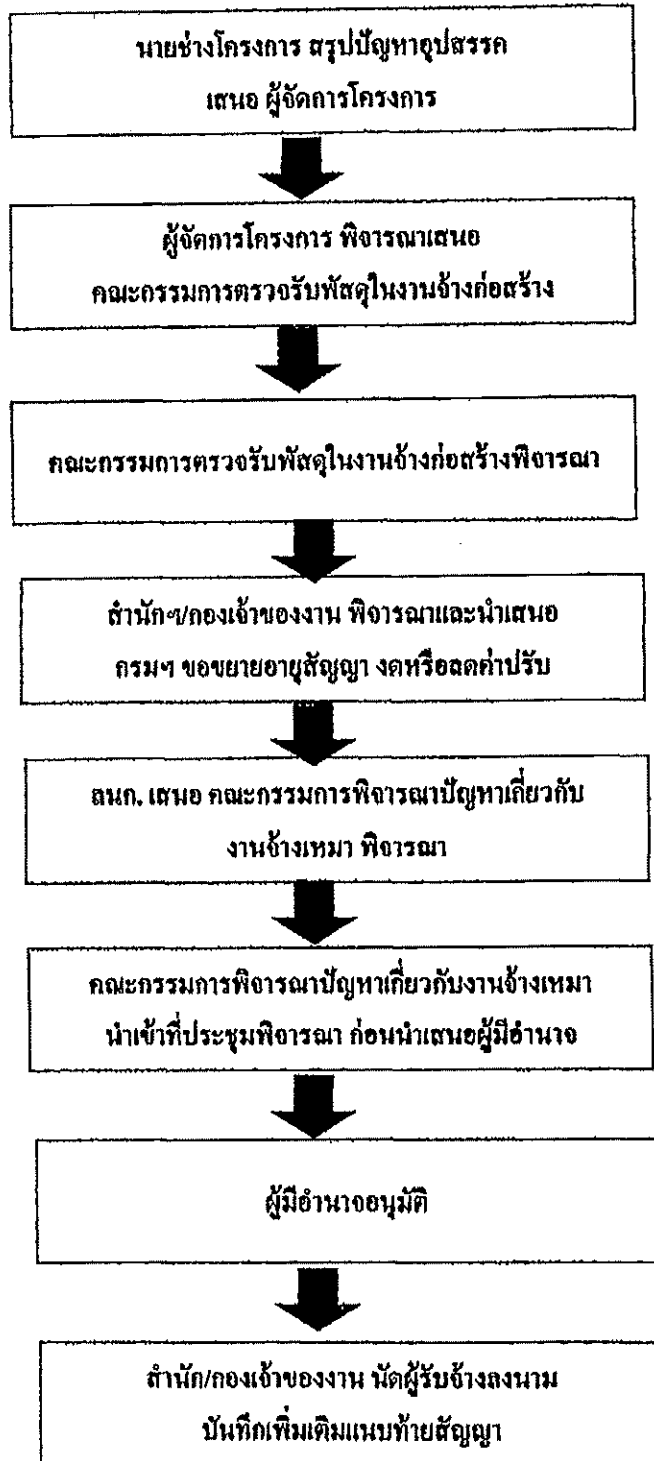 นายช่างโครงการ สรุปปัญหาอุปสรรค
เสนอ ผู้จัดการโครงการ
ผู้จัดการโครงการ พิจารณาเสนอ
คณะกรรมการตรวจรับพัสดุในงานจ้างก่อสร้าง
คณะกรรมการตรวจรับพัสดุในงานจ้างก่อสร้างพิจารณา
สำนักฯ/กองเจ้าของงาน พิจารณาและนำเสนอ
กรมฯ ขอขยายอายุสัญญา งดหรือลดค่าปรับ
ลนก. เสนอ คณะกรรมการพิจารณาปัญหาเกี่ยวกับ
งานจ้างเหมา พิจารณา
คณะกรรมการพิจารณาปัญหาเกี่ยวกับงานจ้างเหมา
นำเข้าที่ประชุมพิจารณา ก่อนนำเสนอผู้มีอำนาจ
ผู้มีอำนาจอนุมัติ
สำนัก/กองเจ้าของงาน นัดผู้รับจ้างลงนาม
บันทึกเพิ่มเติมแนบท้ายสัญญา